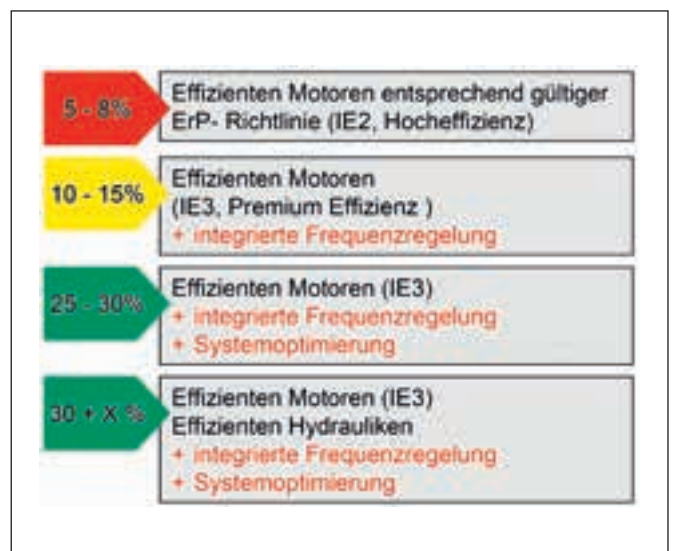 5 - 8%
Effizienten Motoren entsprechend gültiger
ErP- Richtlinie (IE2, Hocheffizienz)
10 - 15%
Effizienten Motoren
(IE3, Premium Effizienz )
+ integrierte Frequenzregelung
25 - 30%
Effizienten Motoren (IE3)
+ integrierte Frequenzregelung
+ Systemoptimierung
30 + X %
Effizienten Motoren (IE3)
Effizienten Hydrauliken
+ integrierte Frequenzregelung
+ Systemoptimierung